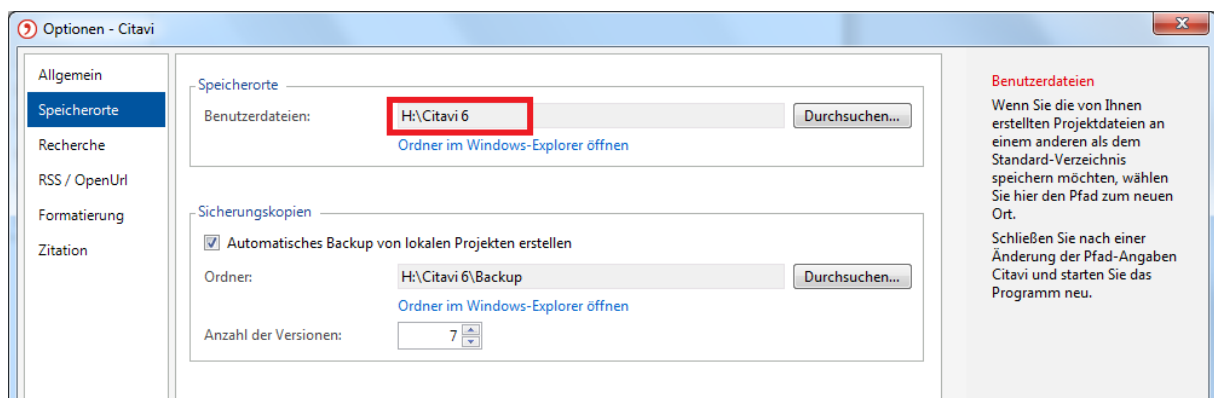 Optionen - Citavi
Allgemein
Speicherorte
Recherche
RSS / OpenUrl
Formatierung
Zitation
Speicherorte
Benutzerdateien: H:\Citavi 6 Durchsuchen...
Ordner im Windows-Explorer öffnen
Sicherungskopien
Automatisches Backup von lokalen Projekten erstellen
Ordner: H:\Citavi 6\Backup Durchsuchen...
Ordner im Windows-Explorer öffnen
Anzahl der Versionen: 7
Benutzerdateien
Wenn Sie die von Ihnen
erstellten Projektdateien an
einem anderen als dem
Standard-Verzeichnis
speichern möchten, wählen
Sie hier den Pfad zum neuen
Ort.
Schließen Sie nach einer
Änderung der Pfad-Angaben
Citavi und starten Sie das
Programm neu.